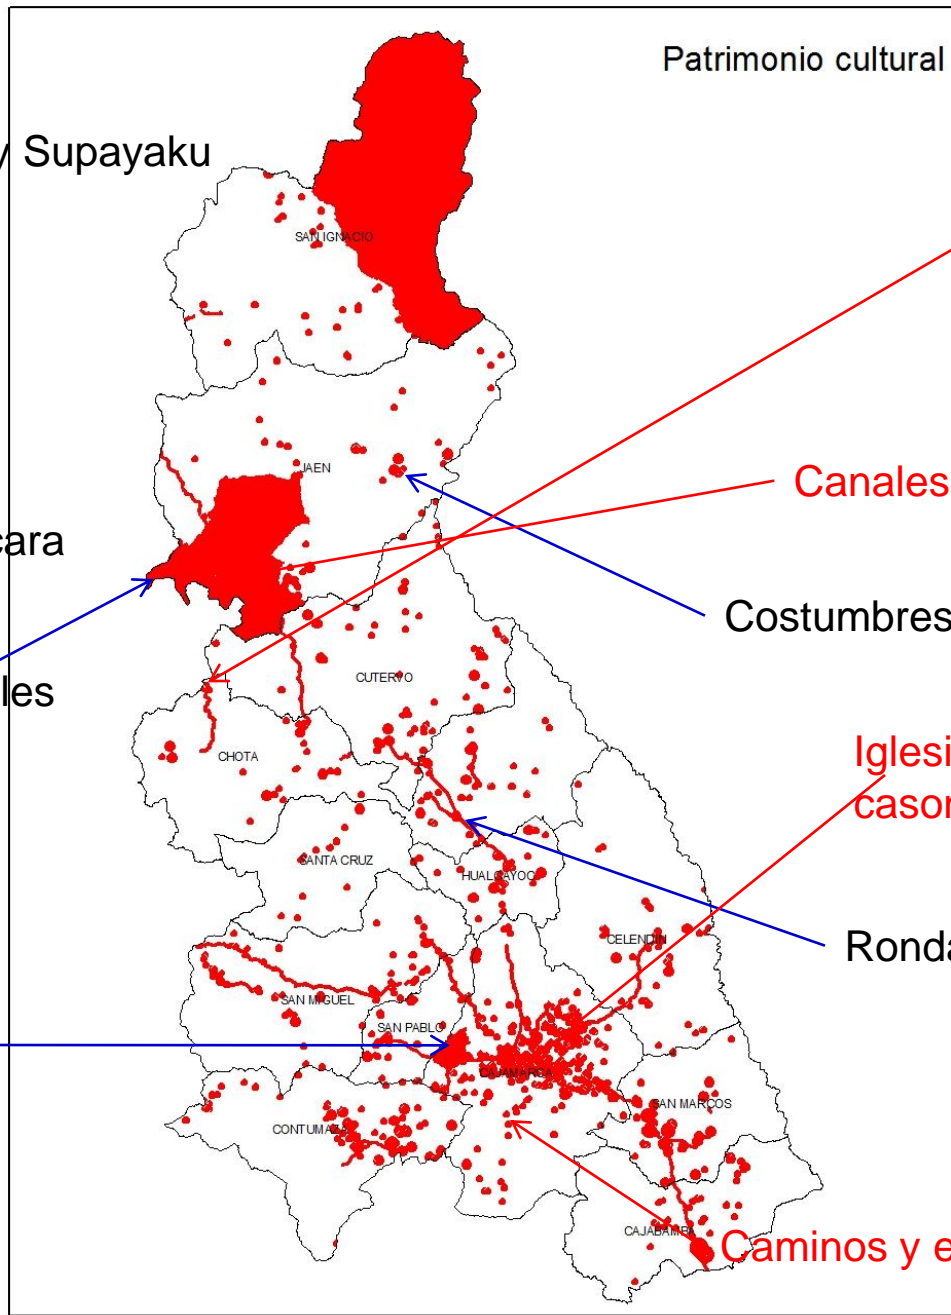 Patrimonio cultural
y Supayaku
SAN IGNACIO
JAEN
Canales
cara
Costumbres
les
CUTERVO
CHOTA
Iglesi
casor
SANTA CRUZ
HUALGAYOC
CELENDIN
Ronda
SAN MIGUEL
SAN PABLO
CAJAMARCA
SAN MARCOS
CONTUMAZA
CAJABAMBA
Caminos y e